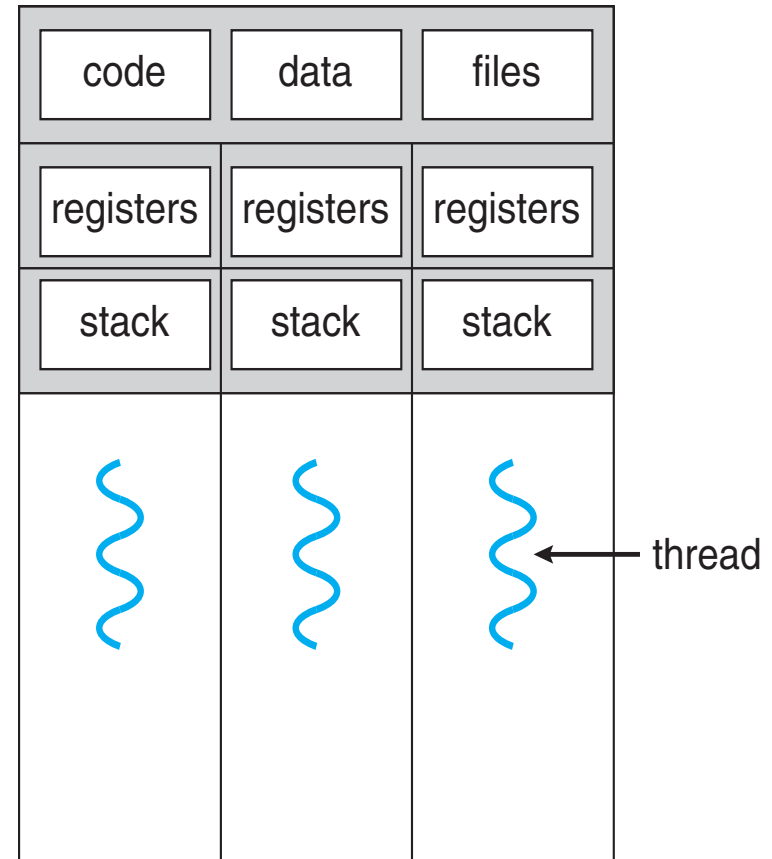 code data files
registers registers registers
stack stack stack
thread